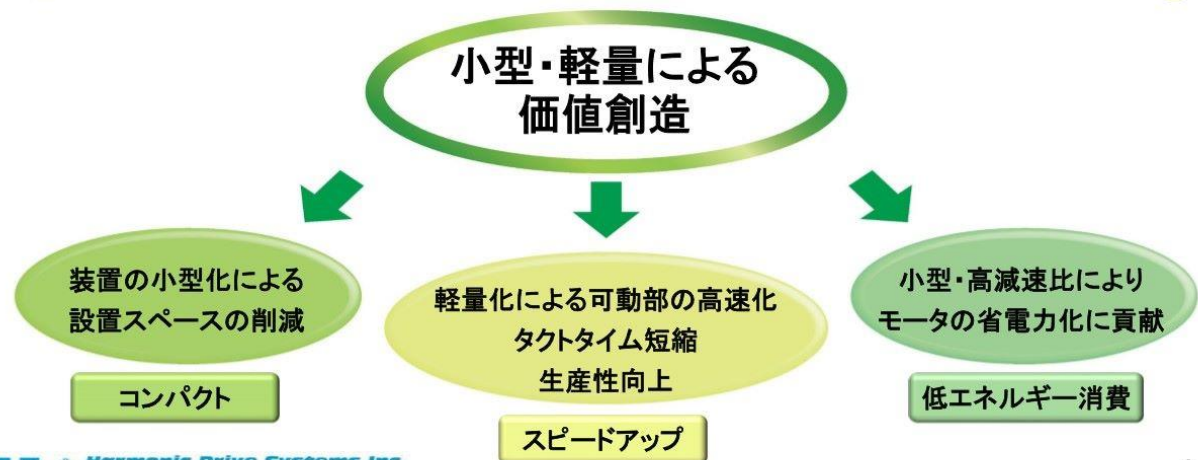 小型・軽量による
価値創造
装置の小型化による
設置スペースの削減
コンパクト
軽量化による可動部の高速化
タクトタイム短縮
生産性向上
スピードアップ
小型・高減速比により
モータの省電力化に貢献
低エネルギー消費
Harmonic Drive Systems Inc